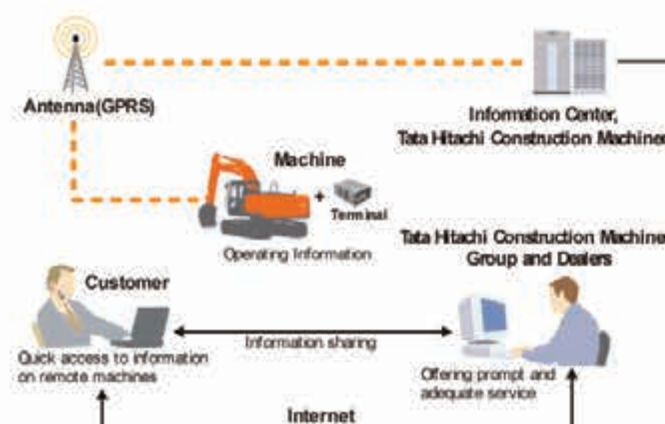 Antenna(GPRS)
Information Center,
Tata Hitachi Construction Machiner
Machine
+
Terminal
Operating Information
Tata Hitachi Construction Machine
Group and Dealers
Customer
Information sharing
Quick access to information
on remote machines
Offering prompt and
adequate service
Internet